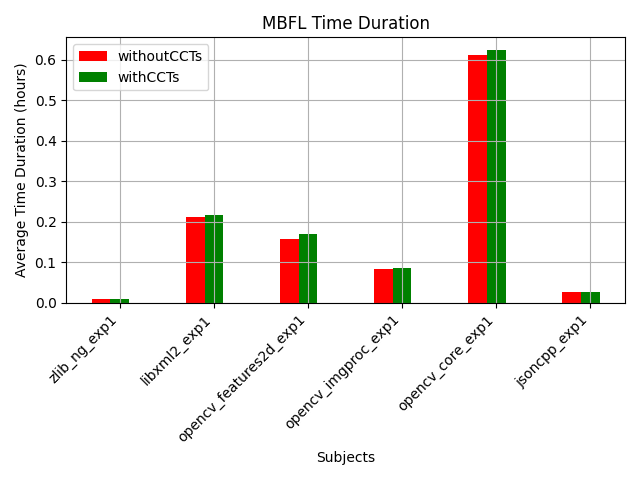 MBFL Time Duration
withoutCCTs
withCCTs
Average Time Duration (hours)
0.6
0.5
0.4
0.3
0.2
0.1
0.0
zlib_ng_exp1
libxml2_exp1
opencv_features2d_exp1
opencv_imgproc_exp1
opencv_core_exp1
jsoncpp_exp1
Subjects